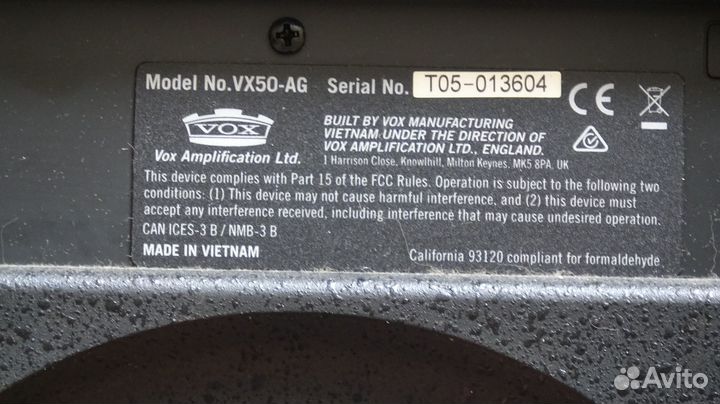 Model No.VX50-AG Serial No. T05-013604
VOX
Vox Amplification Ltd.
BUILT BY VOX MANUFACTURING
VIETNAM UNDER THE DIRECTION OF
VOX AMPLIFICATION LTD., ENGLAND.
1 Harrison Close, Knowlhill, Milton Keynes, MK5 8PA, UK
CE
This device complies with Part 15 of the FCC Rules. Operation is subject to the following two
conditions: (1) This device may not cause harmful interference, and (2) this device must
accept any interference received, including interference that may cause undesired operation.
CAN ICES-3 B / NMB-3 B
MADE IN VIETNAM
California 93120 compliant for formaldehyde
Avito